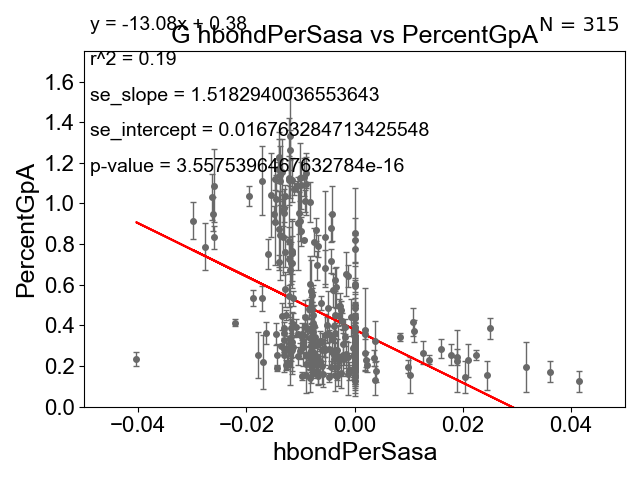 y = -13.08x + 0.38
N = 315
G hbondPerSasa vs PercentGpA
r^2 = 0.19
se_slope = 1.5182940036553643
se_intercept = 0.016763284713425548
p-value = 3.5575396467632784e-16
1.6
1.4
1.2
1.0
0.8
0.6
0.4
0.2
0.0
PercentGpA
−0.04 −0.02 0.00 0.02 0.04
hbondPerSasa